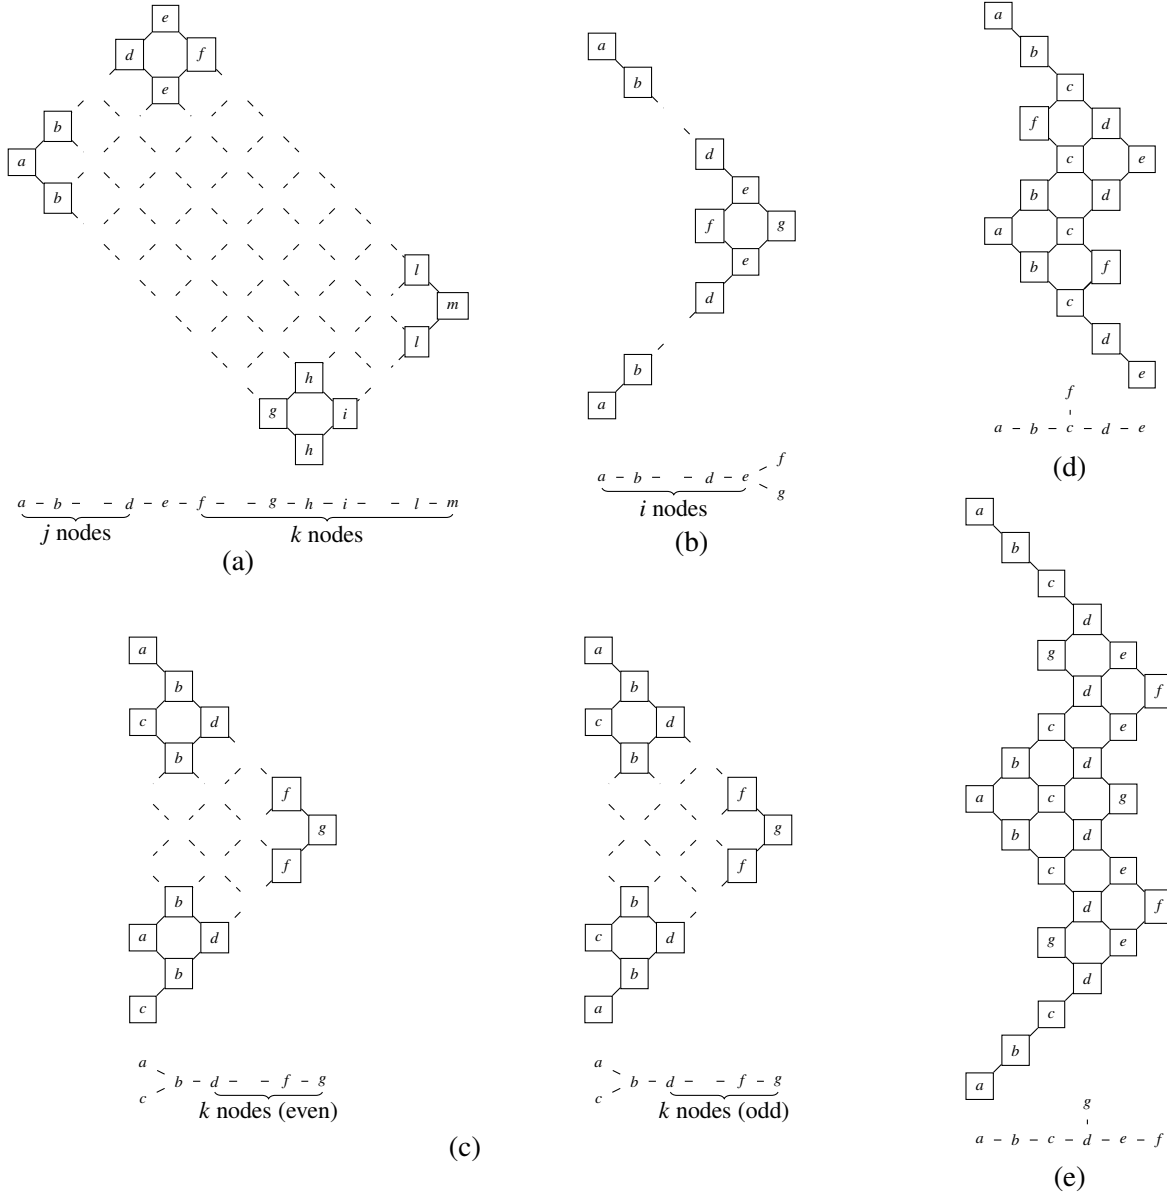 e
d f
e
b
a
b
l
m
l
h
g i
h
a – b – – d – e – f – – g – h – i – – l – m
j nodes k nodes
(a)
a
b
d
e
f g
e
d
b
a
f
a – b – – d – e
g
i nodes
(b)
a
b
c
f d
c e
b d
a c
b f
c
d
e
f
a – b – c – d – e
(d)
a
b
c d
b
f
g
f
b
a d
b
c
a
b – d – – f – g
c
k nodes (even)
a
b
c d
b
f
g
f
b
c d
b
a
a
b – d – – f – g
c
k nodes (odd)
(c)
a
b
c
d
g e
d f
c e
b d
a c g
b d
c e
d f
g e
d
c
b
a
g
a – b – c – d – e – f
(e)